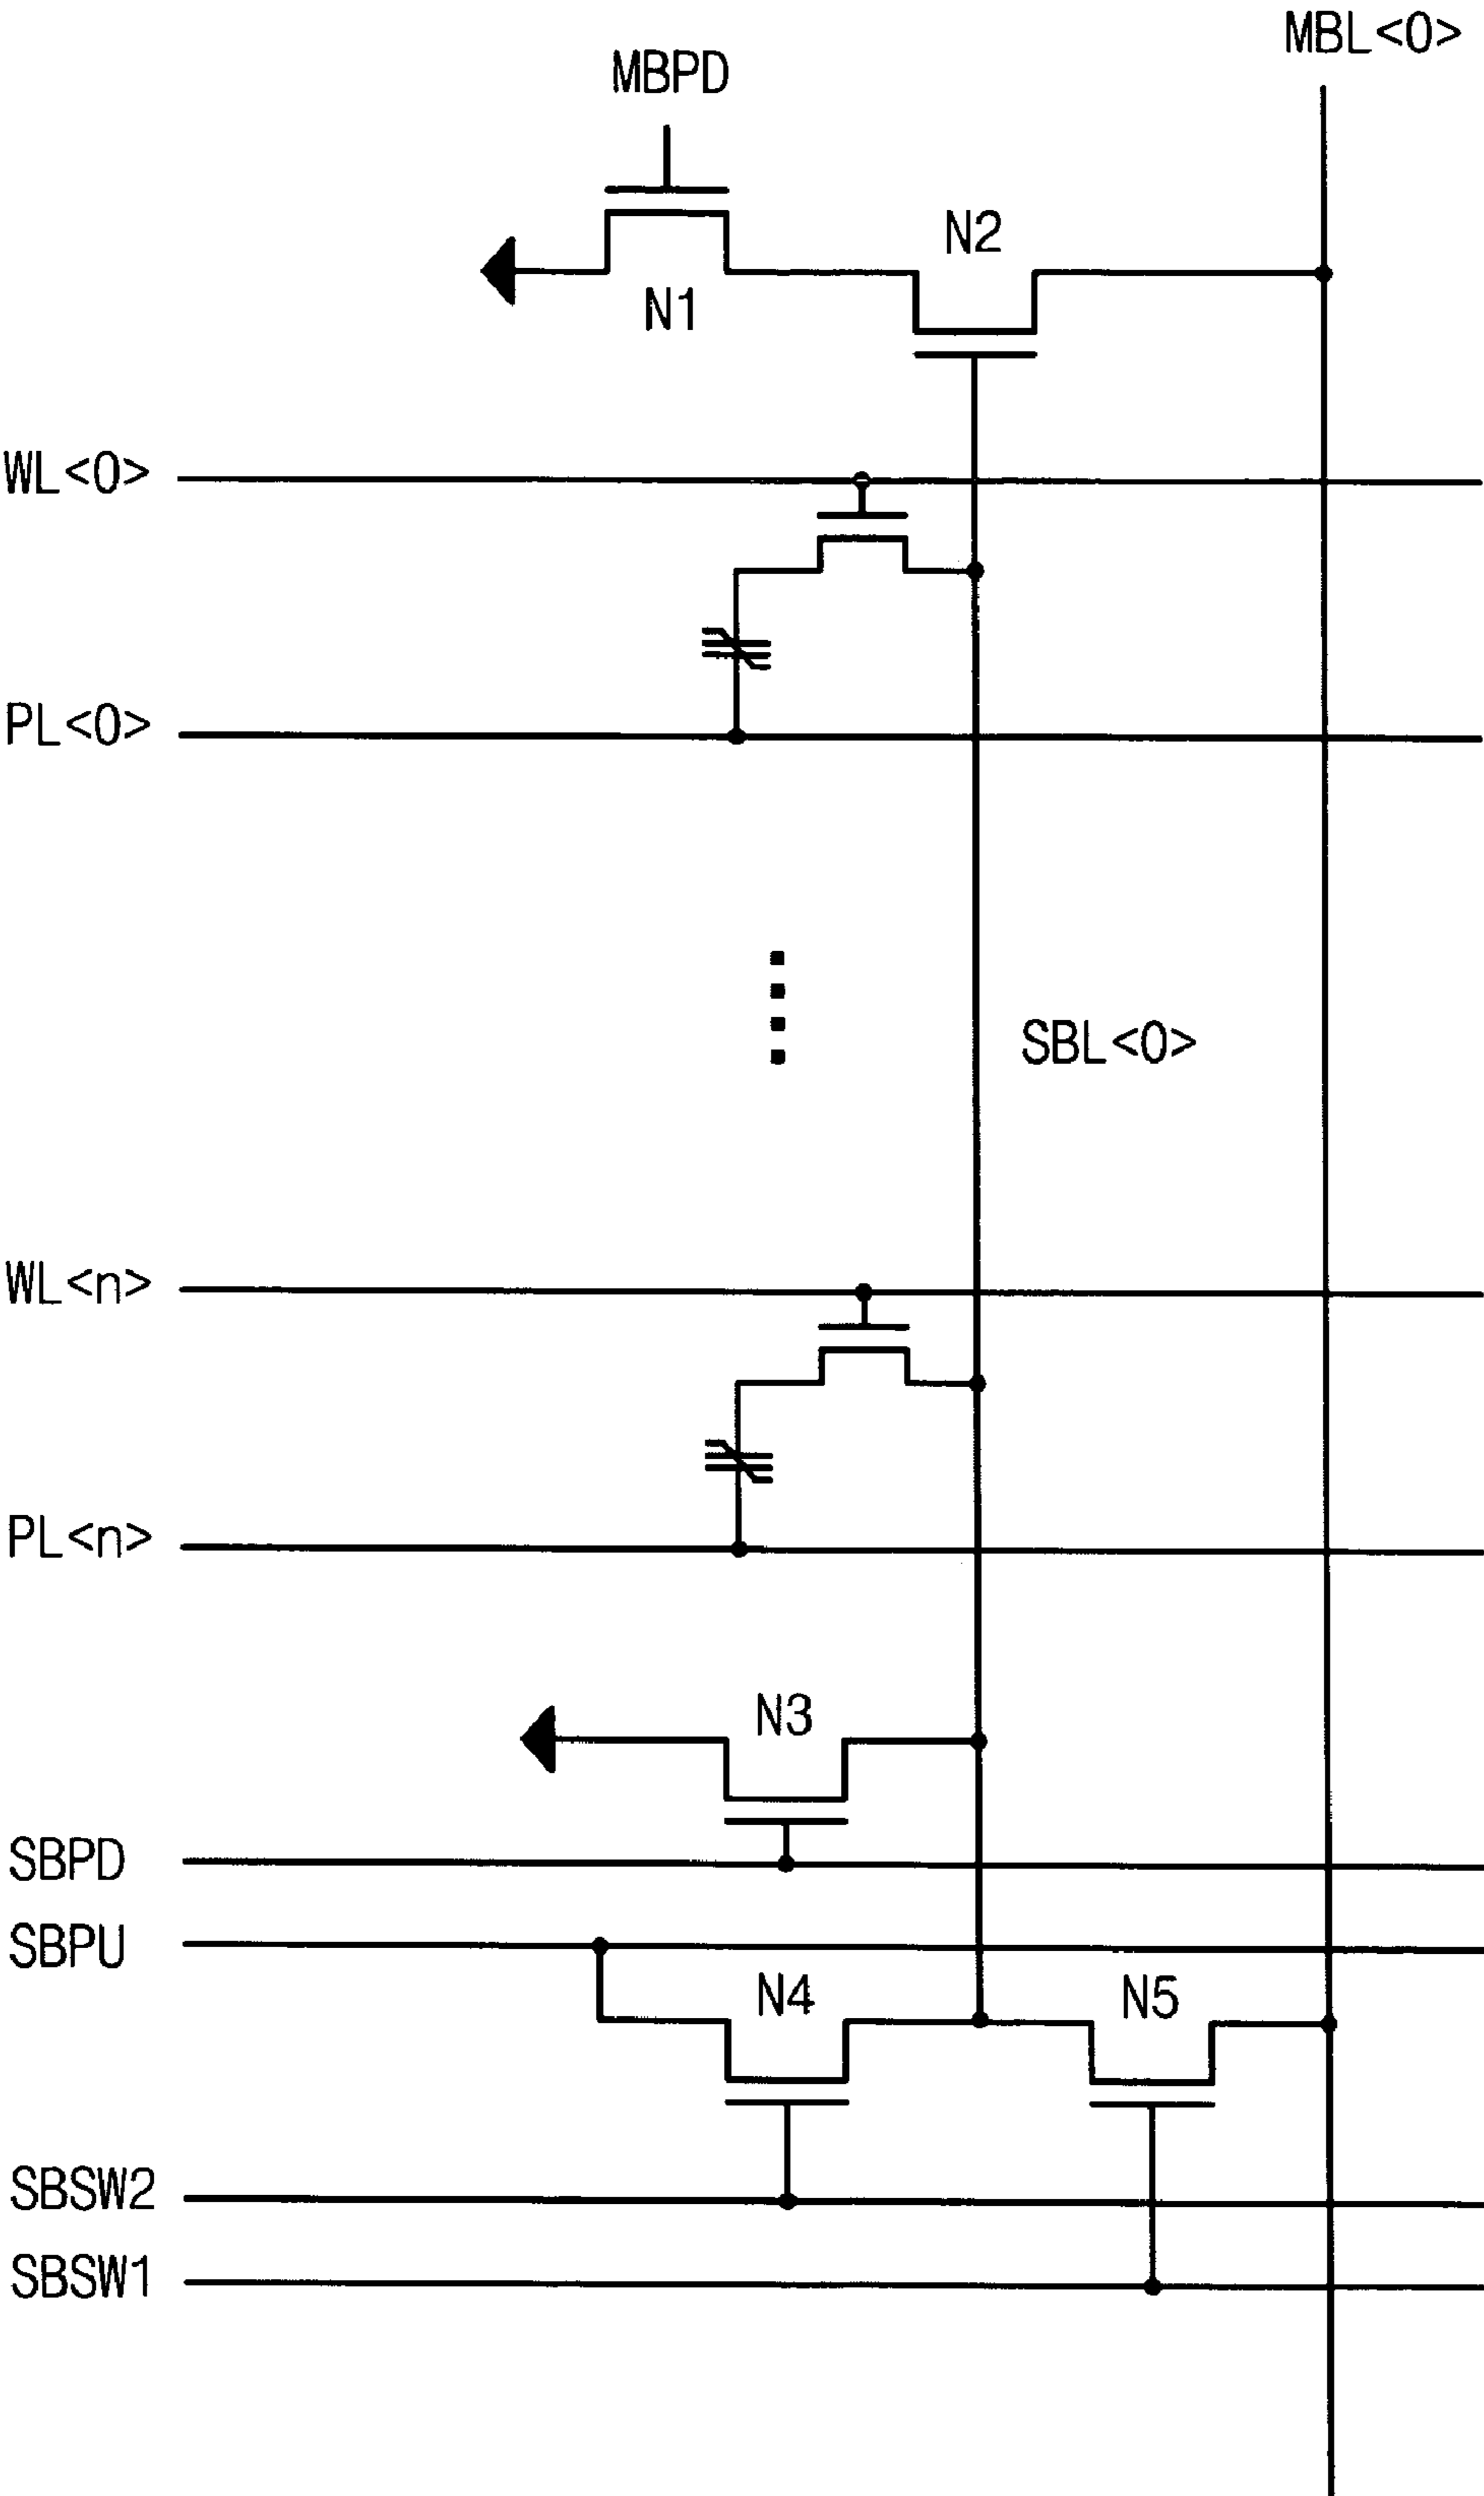 MBL<0>
MBPD
N2
N1
WL<0>
PL<0>
SBL<0>
WL<n>
PL<n>
N3
SBPD
SBPU
N4
N5
SBSW2
SBSW1